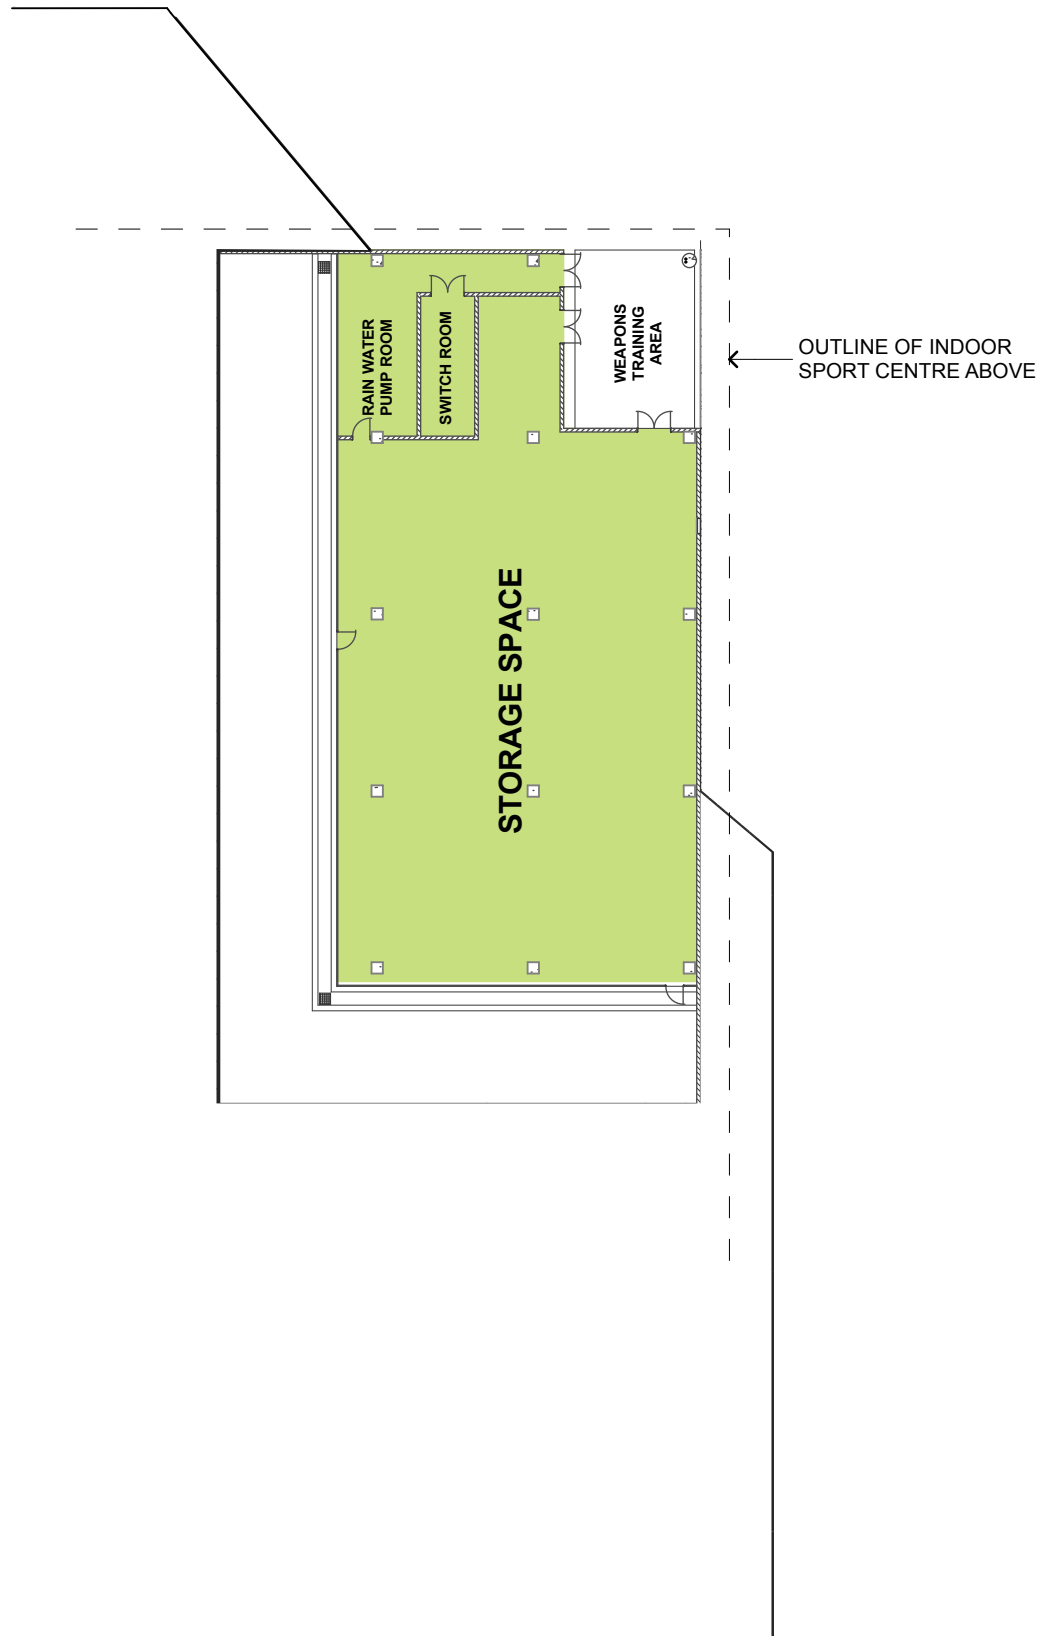 RAIN WATER
PUMP ROOM
SWITCH ROOM
WEAPONS
TRAINING
AREA
OUTLINE OF INDOOR
SPORT CENTRE ABOVE
STORAGE SPACE